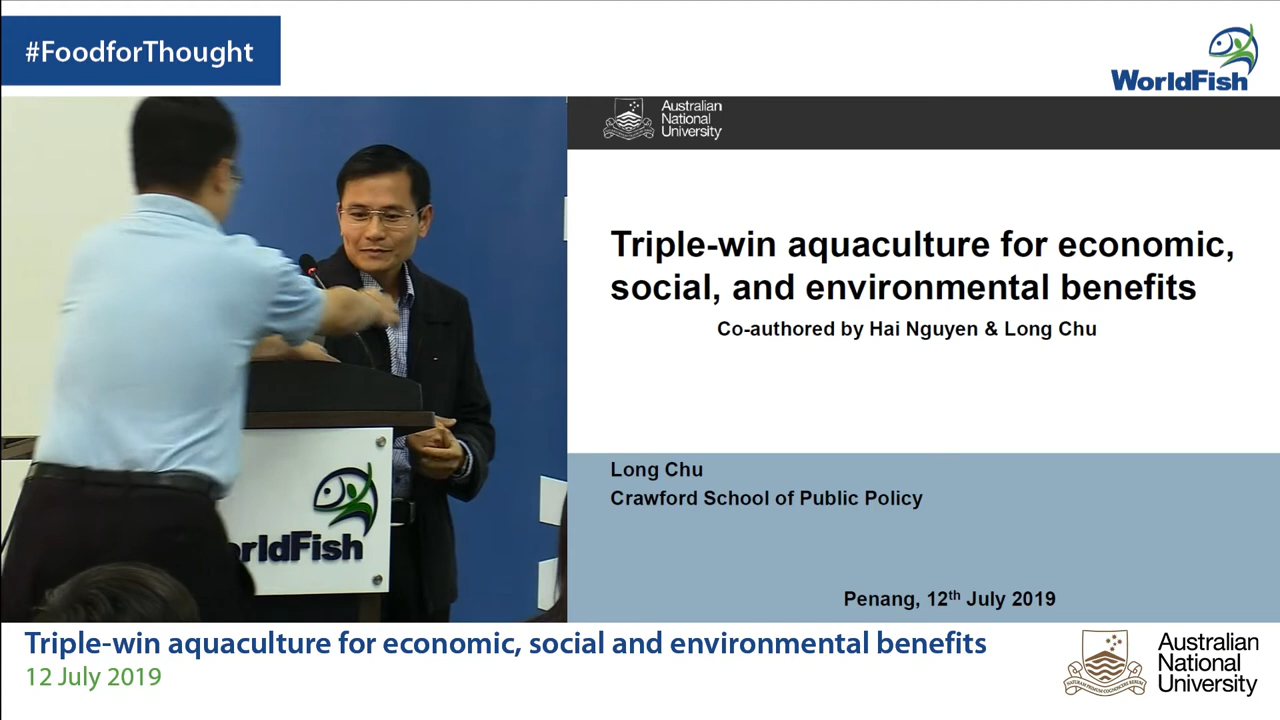 #FoodforThought
WorldFish
Australian
National
University
Triple-win aquaculture for economic,
social, and environmental benefits
Co-authored by Hai Nguyen & Long Chu
Long Chu
Crawford School of Public Policy
Penang, 12th July 2019
orldFish
Triple-win aquaculture for economic, social and environmental benefits
12 July 2019
Australian
National
University